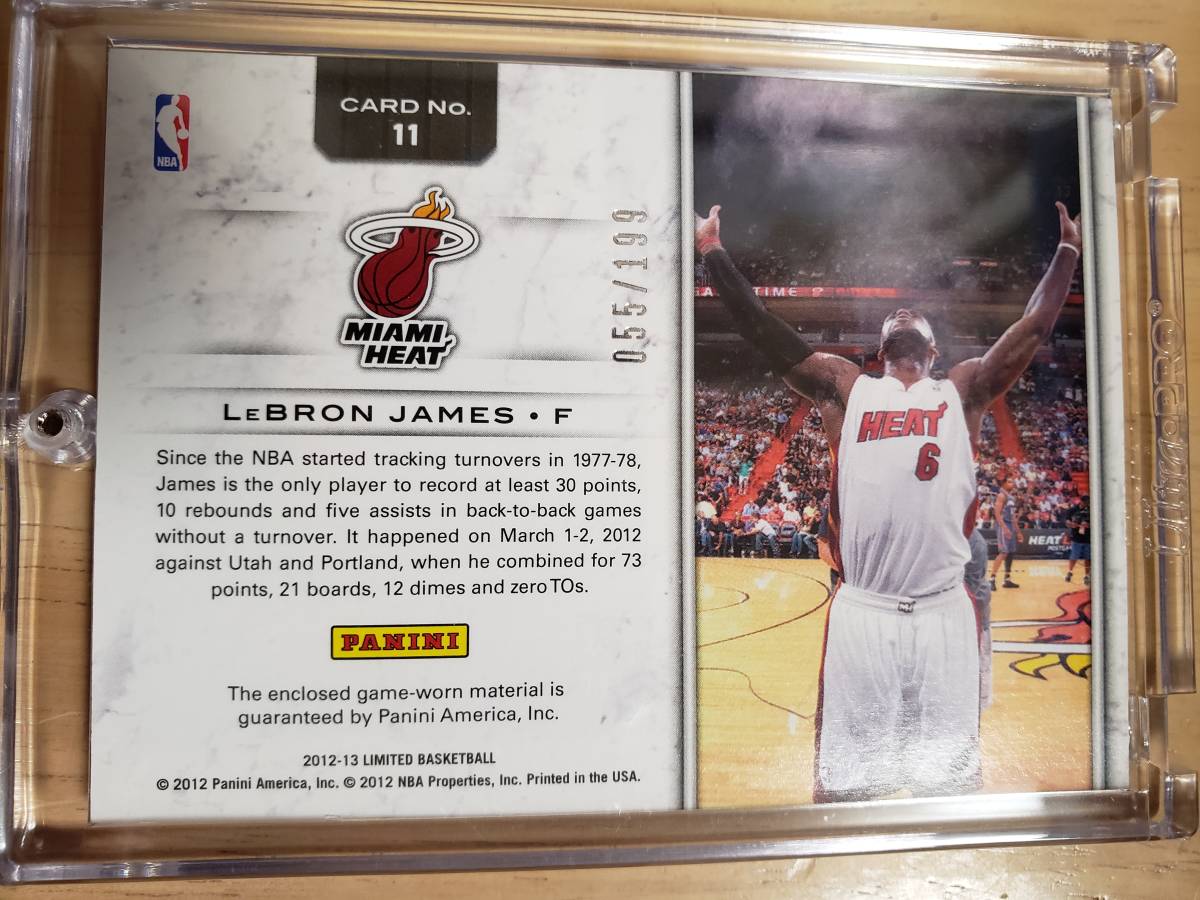 CARD No.
11
NBA
MIAMI
HEAT
055/199
LeBRON JAMES • F
Since the NBA started tracking turnovers in 1977-78,
James is the only player to record at least 30 points,
10 rebounds and five assists in back-to-back games
without a turnover. It happened on March 1-2, 2012
against Utah and Portland, when he combined for 73
points, 21 boards, 12 dimes and zero TOs.
PANINI
The enclosed game-worn material is
guaranteed by Panini America, Inc.
2012-13 LIMITED BASKETBALL
© 2012 Panini America, Inc. © 2012 NBA Properties, Inc. Printed in the USA.
TIME
HEAT
6
HEAT